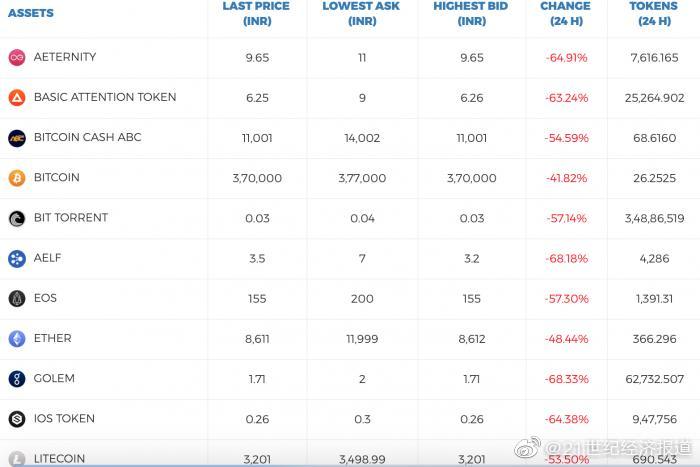 ASSETS LAST PRICE (INR) LOWEST ASK (INR) HIGHEST BID (INR) CHANGE (24 H) TOKENS (24 H)
AETERNITY 9.65 11 9.65 -64.91% 7,616.165
BASIC ATTENTION TOKEN 6.25 9 6.26 -63.24% 25,264.902
BITCOIN CASH ABC 11,001 14,002 11,001 -54.59% 68.6160
BITCOIN 3,70,000 3,77,000 3,70,000 -41.82% 26.2525
BIT TORRENT 0.03 0.04 0.03 -57.14% 3,48,86,519
AELF 3.5 7 3.2 -68.18% 4,286
EOS 155 200 155 -57.30% 1,391.31
ETHER 8,611 11,999 8,612 -48.44% 366.296
GOLEM 1.71 2 1.71 -68.33% 62,732.507
IOS TOKEN 0.26 0.3 0.26 -64.38% 9,47,756
LITECOIN 3,201 3,498.99 3,201 -53.50% 690.543
@21世纪经济报道